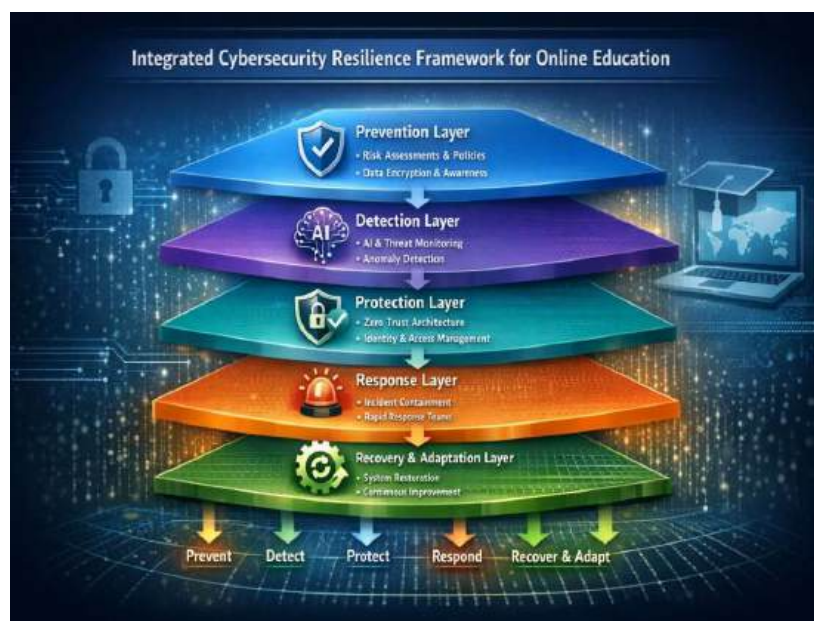 Integrated Cybersecurity Resilience Framework for Online Education
Prevention Layer
• Risk Assessments & Policies
• Data Encryption & Awareness
AI
Detection Layer
• AI & Threat Monitoring
• Anomaly Detection
Protection Layer
• Zero Trust Architecture
• Identity & Access Management
Response Layer
• Incident Containment
• Rapid Response Teams
Recovery & Adaptation Layer
• System Restoration
• Continuous Improvement
Prevent Detect Protect Respond Recover & Adapt